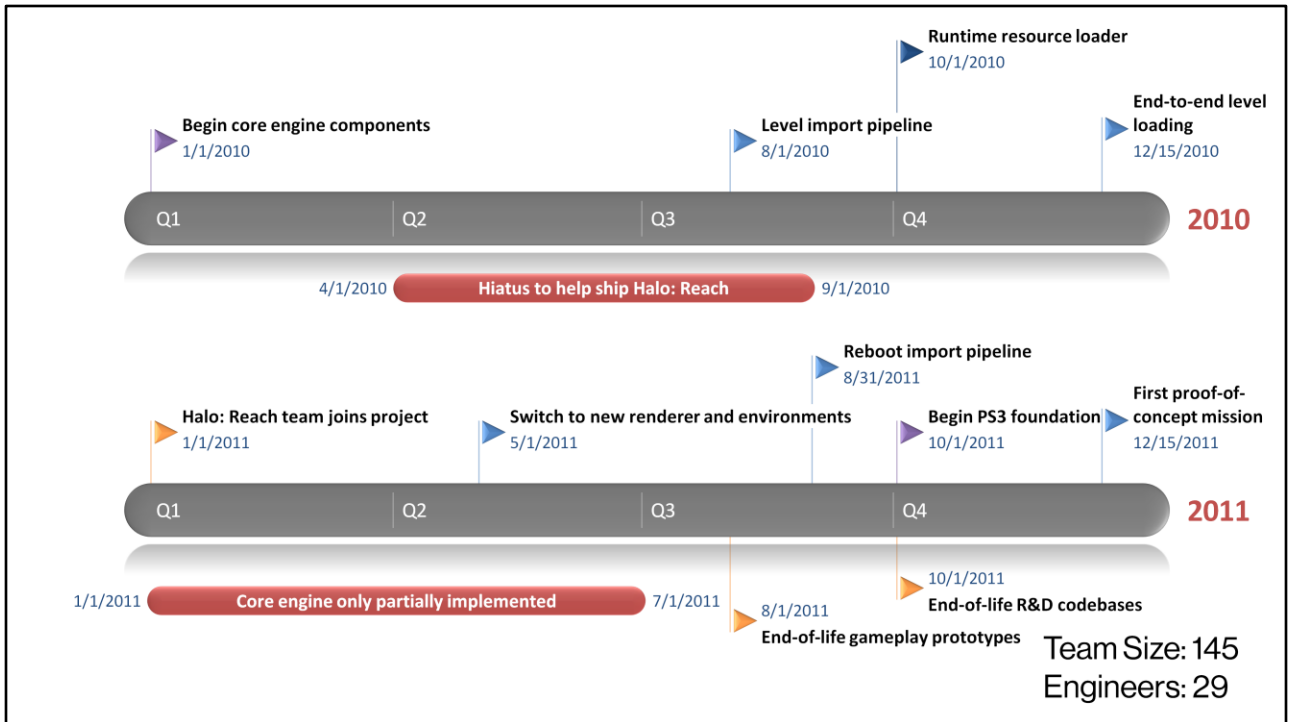 Runtime resource loader
10/1/2010
Begin core engine components
1/1/2010
Level import pipeline
8/1/2010
End-to-end level
loading
12/15/2010
Q1
Q2
Q3
Q4
2010
4/1/2010
Hiatus to help ship Halo: Reach
9/1/2010
Reboot import pipeline
8/31/2011
Halo: Reach team joins project
1/1/2011
Switch to new renderer and environments
5/1/2011
Begin PS3 foundation
10/1/2011
First proof-of-
concept mission
12/15/2011
Q1
Q2
Q3
Q4
2011
1/1/2011
Core engine only partially implemented
7/1/2011
8/1/2011
End-of-life gameplay prototypes
10/1/2011
End-of-life R&D codebases
Team Size: 145
Engineers: 29